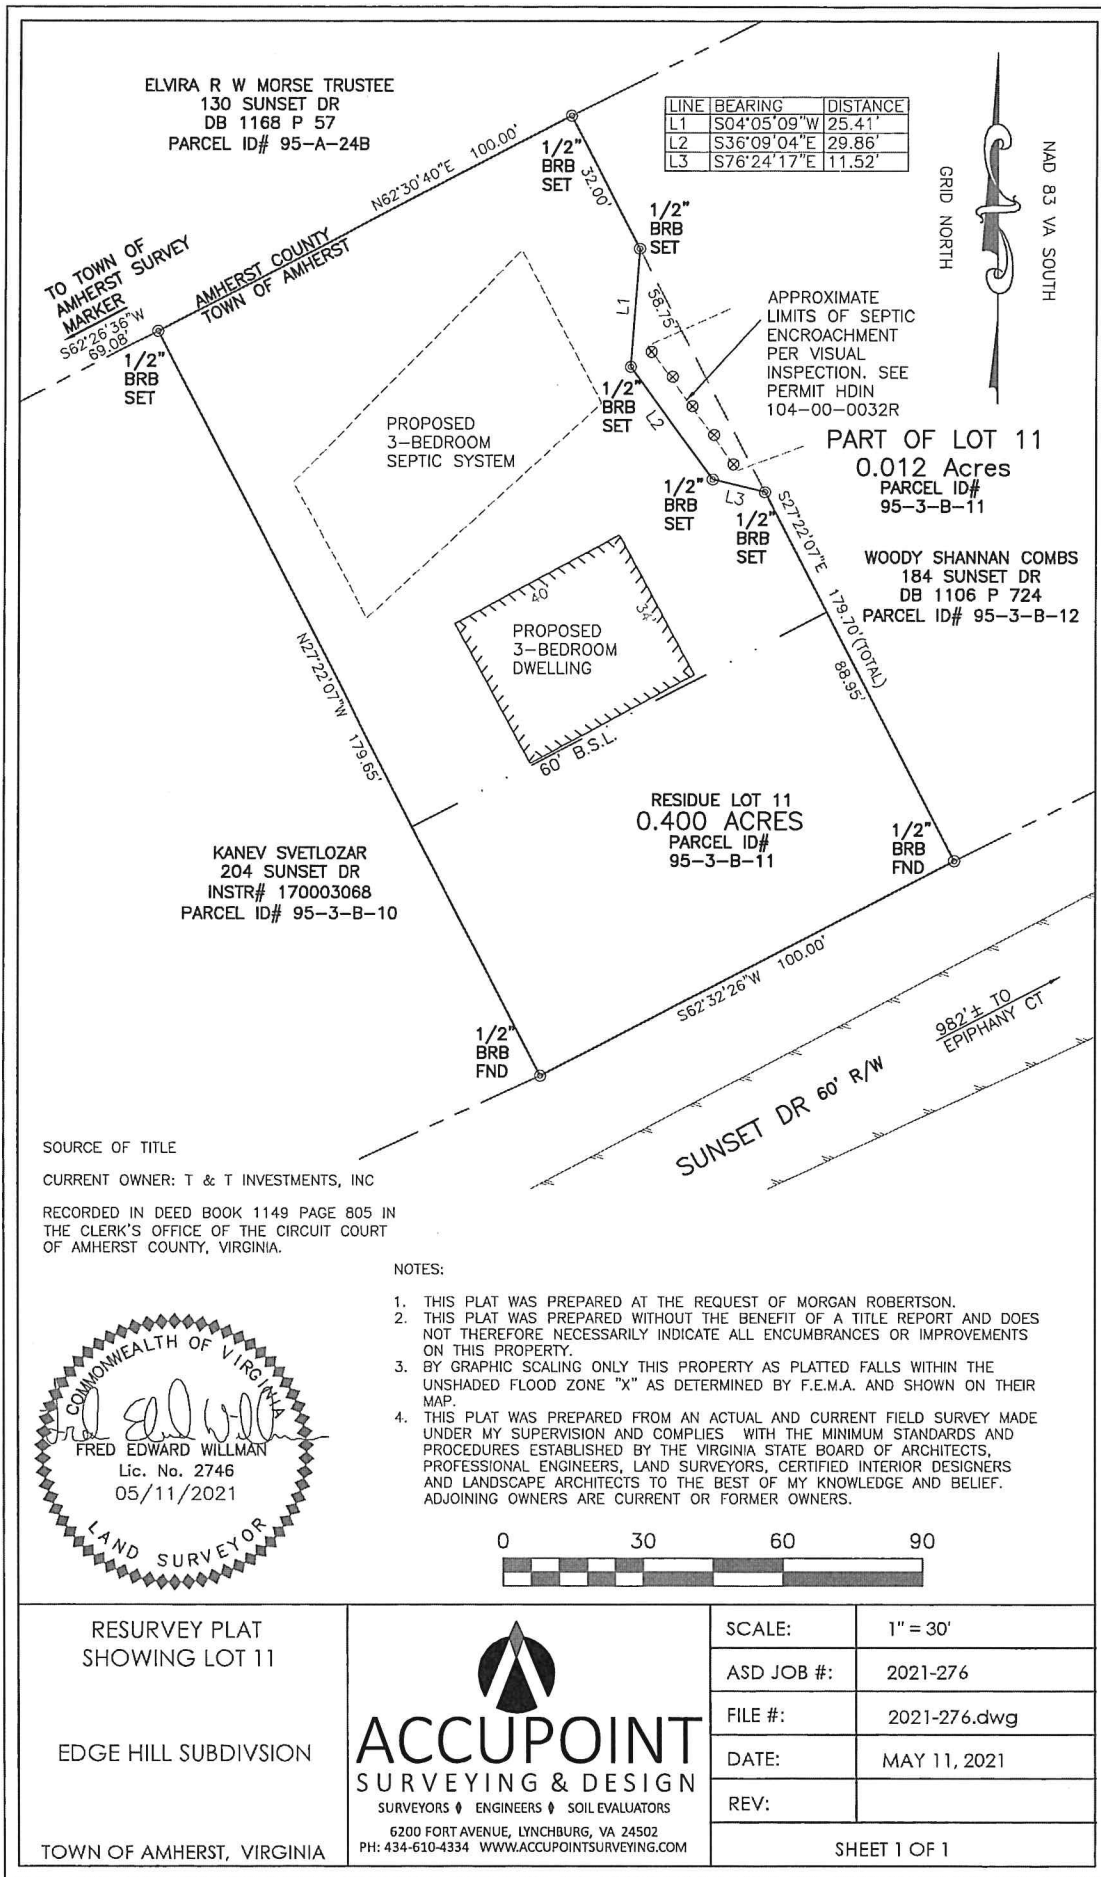 ELVIRA R W MORSE TRUSTEE
130 SUNSET DR
DB 1168 P 57
PARCEL ID# 95-A-24B
N62°30'40"E 100.00'
1/2"
BRB
SET
32.00'
LINE BEARING DISTANCE
L1 S04°05'09"W 25.41'
L2 S36°09'04"E 29.86'
L3 S76°24'17"E 11.52'
NAD 83 VA SOUTH
GRID NORTH
1/2"
BRB
SET
TO TOWN OF
AMHERST SURVEY
MARKER
S62°26'36"W
69.08'
AMHERST COUNTY
TOWN OF AMHERST
1/2"
BRB
SET
L1
58.75'
APPROXIMATE
LIMITS OF SEPTIC
ENCROACHMENT
PER VISUAL
INSPECTION. SEE
PERMIT HDIN
104-00-0032R
1/2"
BRB
SET
L2
PROPOSED
3-BEDROOM
SEPTIC SYSTEM
PART OF LOT 11
0.012 Acres
PARCEL ID#
95-3-B-11
1/2"
BRB
SET
L3
1/2"
BRB
SET
S27°22'07"E 179.70'(TOTAL)
88.95'
WOODY SHANNAN COMBS
184 SUNSET DR
DB 1106 P 724
PARCEL ID# 95-3-B-12
40'
34'
PROPOSED
3-BEDROOM
DWELLING
60' B.S.L.
N27°22'07"W 179.65'
RESIDUE LOT 11
0.400 ACRES
PARCEL ID#
95-3-B-11
1/2"
BRB
FND
KANEV SVETLOZAR
204 SUNSET DR
INSTR# 170003068
PARCEL ID# 95-3-B-10
S62°32'26"W 100.00'
1/2"
BRB
FND
982'± TO
EPIPHANY CT
SUNSET DR 60' R/W
SOURCE OF TITLE
CURRENT OWNER: T & T INVESTMENTS, INC
RECORDED IN DEED BOOK 1149 PAGE 805 IN
THE CLERK'S OFFICE OF THE CIRCUIT COURT
OF AMHERST COUNTY, VIRGINIA.
NOTES:
1. THIS PLAT WAS PREPARED AT THE REQUEST OF MORGAN ROBERTSON.
2. THIS PLAT WAS PREPARED WITHOUT THE BENEFIT OF A TITLE REPORT AND DOES
NOT THEREFORE NECESSARILY INDICATE ALL ENCUMBRANCES OR IMPROVEMENTS
ON THIS PROPERTY.
3. BY GRAPHIC SCALING ONLY THIS PROPERTY AS PLATTED FALLS WITHIN THE
UNSHADED FLOOD ZONE "X" AS DETERMINED BY F.E.M.A. AND SHOWN ON THEIR
MAP.
4. THIS PLAT WAS PREPARED FROM AN ACTUAL AND CURRENT FIELD SURVEY MADE
UNDER MY SUPERVISION AND COMPLIES WITH THE MINIMUM STANDARDS AND
PROCEDURES ESTABLISHED BY THE VIRGINIA STATE BOARD OF ARCHITECTS,
PROFESSIONAL ENGINEERS, LAND SURVEYORS, CERTIFIED INTERIOR DESIGNERS
AND LANDSCAPE ARCHITECTS TO THE BEST OF MY KNOWLEDGE AND BELIEF.
ADJOINING OWNERS ARE CURRENT OR FORMER OWNERS.
COMMONWEALTH OF VIRGINIA
Fred Edward Willman
FRED EDWARD WILLMAN
Lic. No. 2746
05/11/2021
LAND SURVEYOR
0 30 60 90
RESURVEY PLAT
SHOWING LOT 11
EDGE HILL SUBDIVSION
TOWN OF AMHERST, VIRGINIA
ACCUPOINT
SURVEYING & DESIGN
SURVEYORS ENGINEERS SOIL EVALUATORS
6200 FORT AVENUE, LYNCHBURG, VA 24502
PH: 434-610-4334 WWW.ACCUPOINTSURVEYING.COM
SCALE: 1" = 30'
ASD JOB #: 2021-276
FILE #: 2021-276.dwg
DATE: MAY 11, 2021
REV:
SHEET 1 OF 1